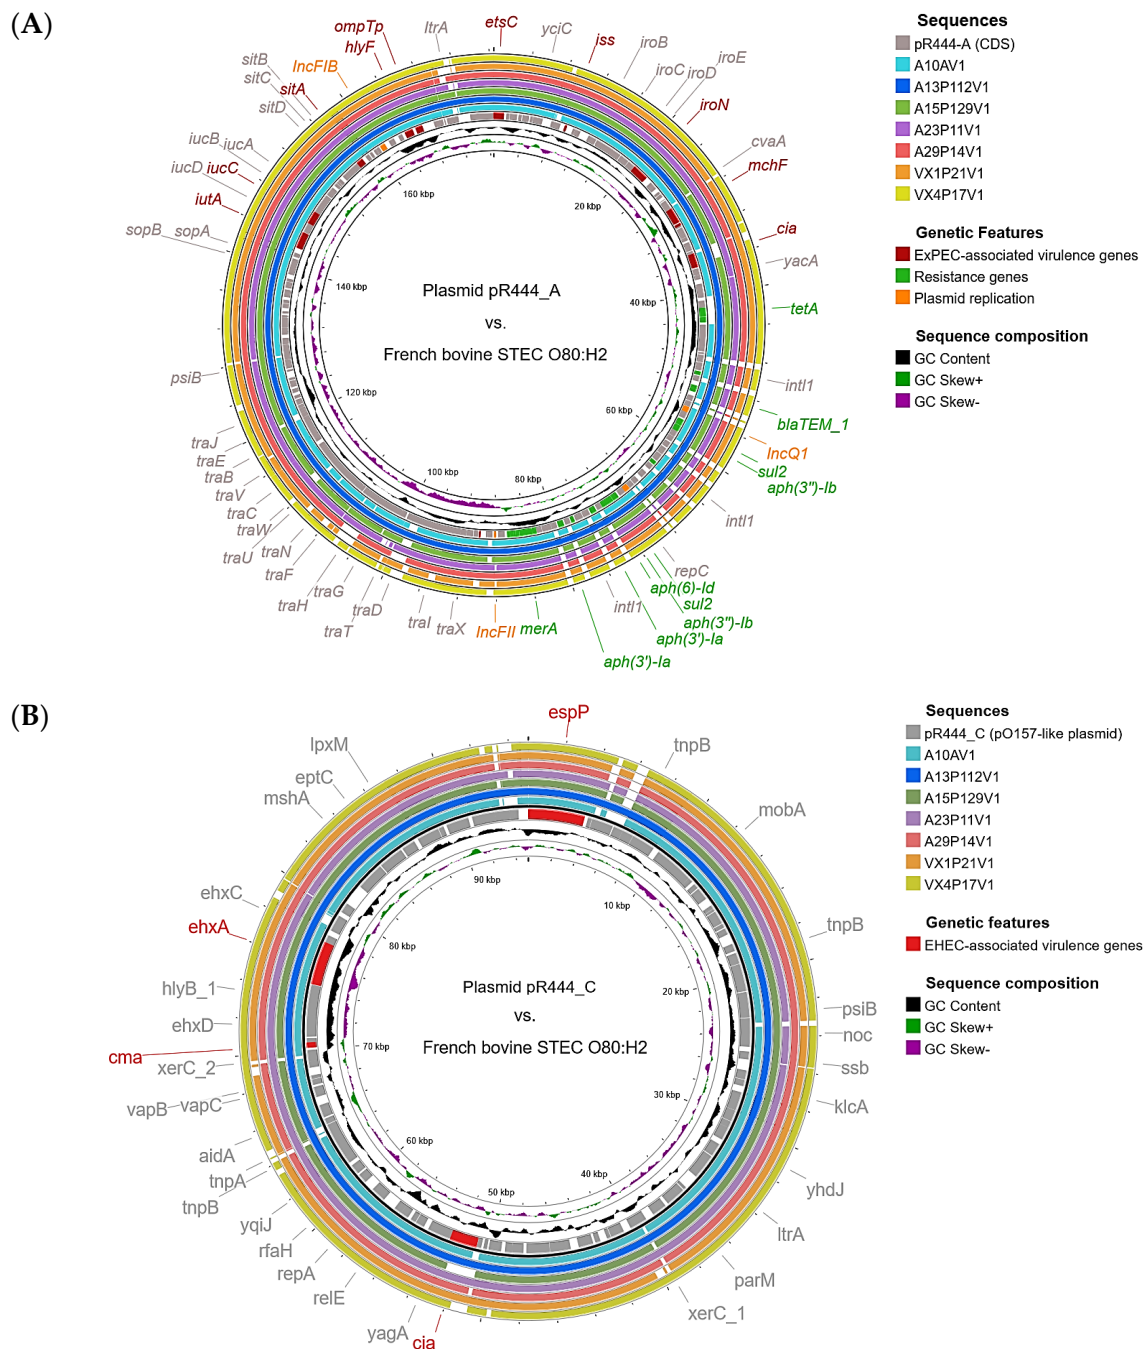 (A)
ompTp
hlyF
ltrA
etsC
yciC
iss
iroB
iroE
iroC
iroD
iroN
sitB
sitC
IncFIB
sitA
sitD
iucB
iucA
iucD
iucC
iutA
sopB
sopA
cvaA
mchF
cia
yacA
tetA
psiB
intI1
blaTEM_1
IncQ1
sul2
aph(3")-Ib
intI1
traJ
traE
traB
traV
traC
traW
traU
traN
traF
traH
traG
traT
traD
traI
traX
IncFII
merA
repC
aph(6)-Id
sul2
aph(3")-Ib
intI1
aph(3')-Ia
aph(3')-Ia
160 kbp
20 kbp
140 kbp
40 kbp
120 kbp
60 kbp
100 kbp
80 kbp
Plasmid pR444_A
vs.
French bovine STEC O80:H2
Sequences
pR444-A (CDS)
A10AV1
A13P112V1
A15P129V1
A23P11V1
A29P14V1
VX1P21V1
VX4P17V1
Genetic Features
ExPEC-associated virulence genes
Resistance genes
Plasmid replication
Sequence composition
GC Content
GC Skew+
GC Skew-
(B)
espP
tnpB
lpxM
eptC
mshA
mobA
ehxC
ehxA
tnpB
hlyB_1
psiB
ehxD
noc
cma
xerC_2
ssb
vapB
vapC
klcA
aidA
tnpA
tnpB
yhdJ
yqiJ
ltrA
rfaH
repA
parM
relE
xerC_1
yagA
cia
90 kbp
10 kbp
80 kbp
20 kbp
70 kbp
30 kbp
60 kbp
50 kbp
40 kbp
Plasmid pR444_C
vs.
French bovine STEC O80:H2
Sequences
pR444_C (pO157-like plasmid)
A10AV1
A13P112V1
A15P129V1
A23P11V1
A29P14V1
VX1P21V1
VX4P17V1
Genetic features
EHEC-associated virulence genes
Sequence composition
GC Content
GC Skew+
GC Skew-